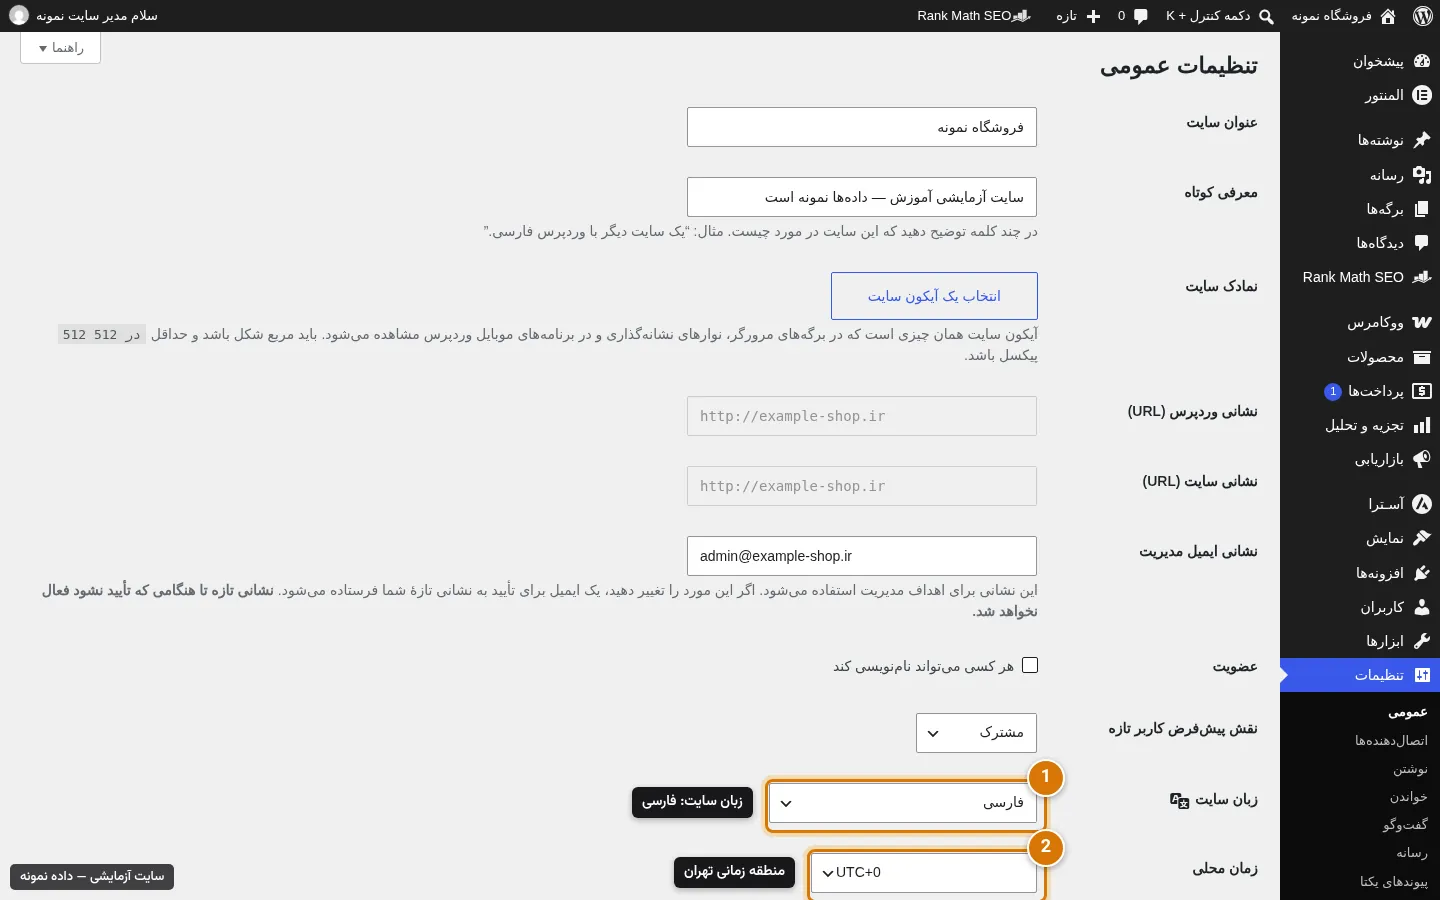 فروشگاه نمونه
دکمه کنترل + K
0
تازه
Rank Math SEO
سلام مدیر سایت نمونه
راهنما
پیشخوان
المنتور
نوشته‌ها
رسانه
برگه‌ها
دیدگاه‌ها
Rank Math SEO
ووکامرس
محصولات
پرداخت‌ها 1
تجزیه و تحلیل
بازاریابی
آسـترا
نمایش
افزونه‌ها
کاربران
ابزارها
تنظیمات
عمومی
اتصال‌دهنده‌ها
نوشتن
خواندن
گفت‌وگو
رسانه
پیوندهای یکتا
تنظیمات عمومی
عنوان سایت
فروشگاه نمونه
معرفی کوتاه
سایت آزمایشی آموزش — داده‌ها نمونه است
در چند کلمه توضیح دهید که این سایت در مورد چیست. مثال: “یک سایت دیگر با وردپرس فارسی.”
نمادک سایت
انتخاب یک آیکون سایت
آیکون سایت همان چیزی است که در برگه‌های مرورگر، نوارهای نشانه‌گذاری و در برنامه‌های موبایل وردپرس مشاهده می‌شود. باید مربع شکل باشد و حداقل 512 در 512
پیکسل باشد.
نشانی وردپرس (URL)
http://example-shop.ir
نشانی سایت (URL)
http://example-shop.ir
نشانی ایمیل مدیریت
admin@example-shop.ir
این نشانی برای اهداف مدیریت استفاده می‌شود. اگر این مورد را تغییر دهید، یک ایمیل برای تأیید به نشانی تازهٔ شما فرستاده می‌شود. نشانی تازه تا هنگامی که تأیید نشود فعال
نخواهد شد.
عضویت
هر کسی می‌تواند نام‌نویسی کند
نقش پیش‌فرض کاربر تازه
مشترک
زبان سایت
1
فارسی
زبان سایت: فارسی
زمان محلی
2
UTC+0
منطقه زمانی تهران
سایت آزمایشی — داده نمونه